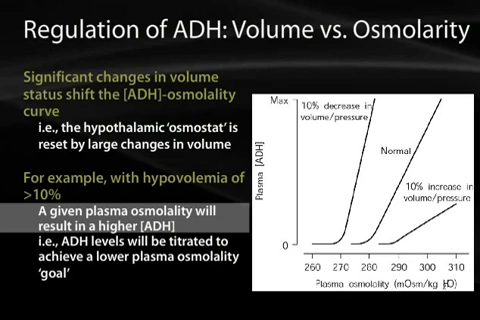 Regulation of ADH: Volume vs. Osmolarity
Significant changes in volume
status shift the [ADH]-osmolality
curve
i.e., the hypothalamic ‘osmostat’ is
reset by large changes in volume
For example, with hypovolemia of
>10%
A given plasma osmolality will
result in a higher [ADH]
i.e., ADH levels will be titrated to
achieve a lower plasma osmolality
‘goal’
Max
10% decrease in
volume/pressure
Normal
10% increase in
volume/pressure
Plasma [ADH]
0
260 270 280 290 300 310
Plasma osmolality (mOsm/kg H2O)